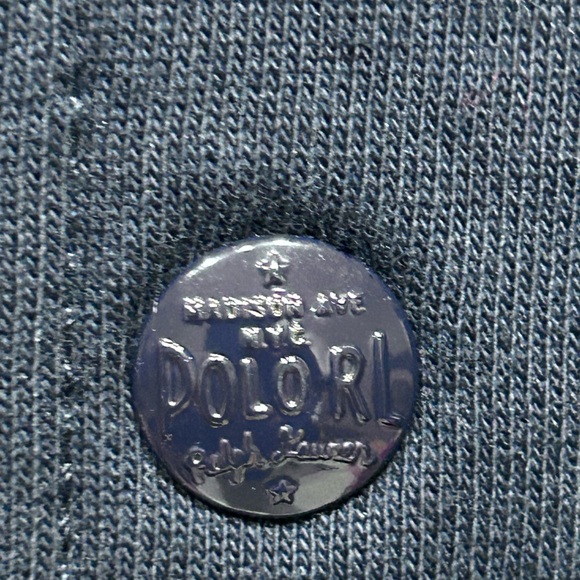 MADISON AVE
NYC
POLO RL
Ralph Lauren